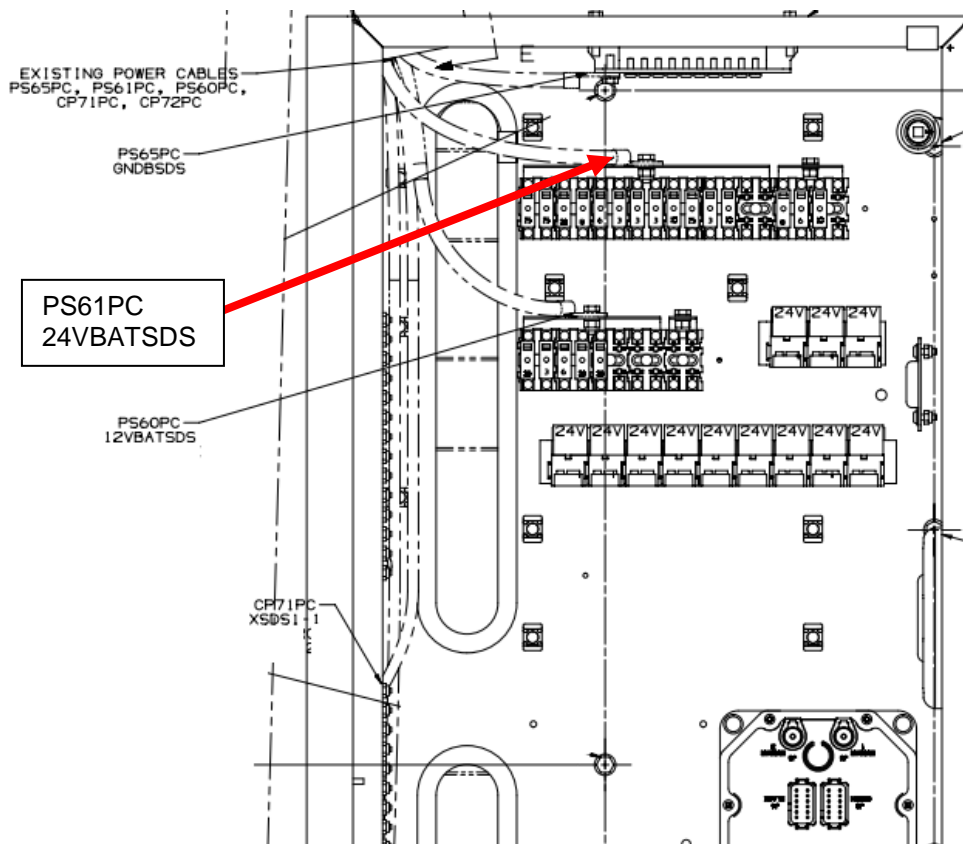 E
EXISTING POWER CABLES
PS65PC, PS61PC, PS60PC,
CP71PC, CP72PC
PS65PC
GNDBSDS
PS61PC
24VBATSDS
24V 24V 24V
PS60PC
12VBATSDS
24V 24V 24V 24V 24V 24V 24V 24V 24V
CP71PC
XSDS1-1